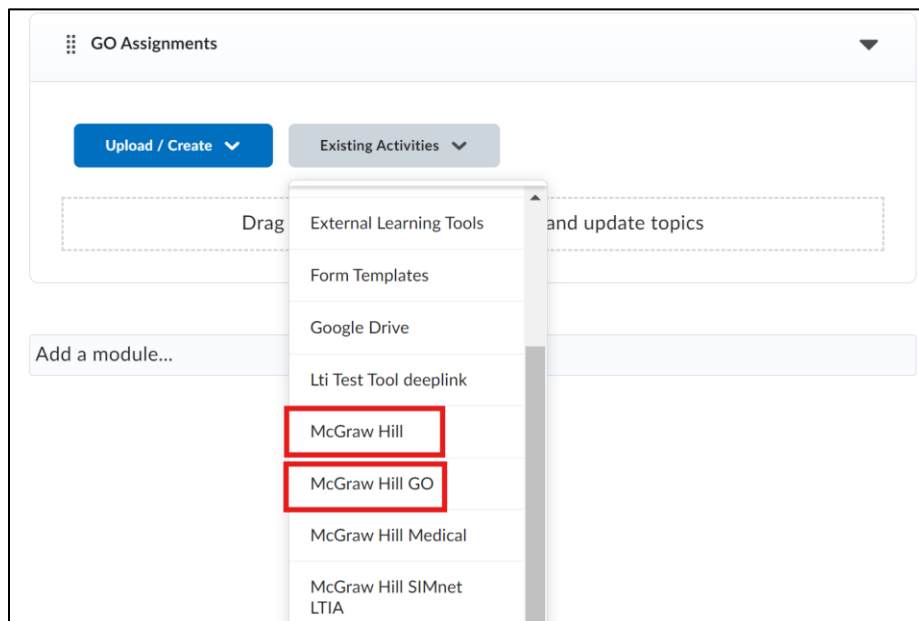 GO Assignments
Upload / Create
Existing Activities
Drag
and update topics
External Learning Tools
Form Templates
Google Drive
Add a module...
Lti Test Tool deeplink
McGraw Hill
McGraw Hill GO
McGraw Hill Medical
McGraw Hill SIMnet
LTIA